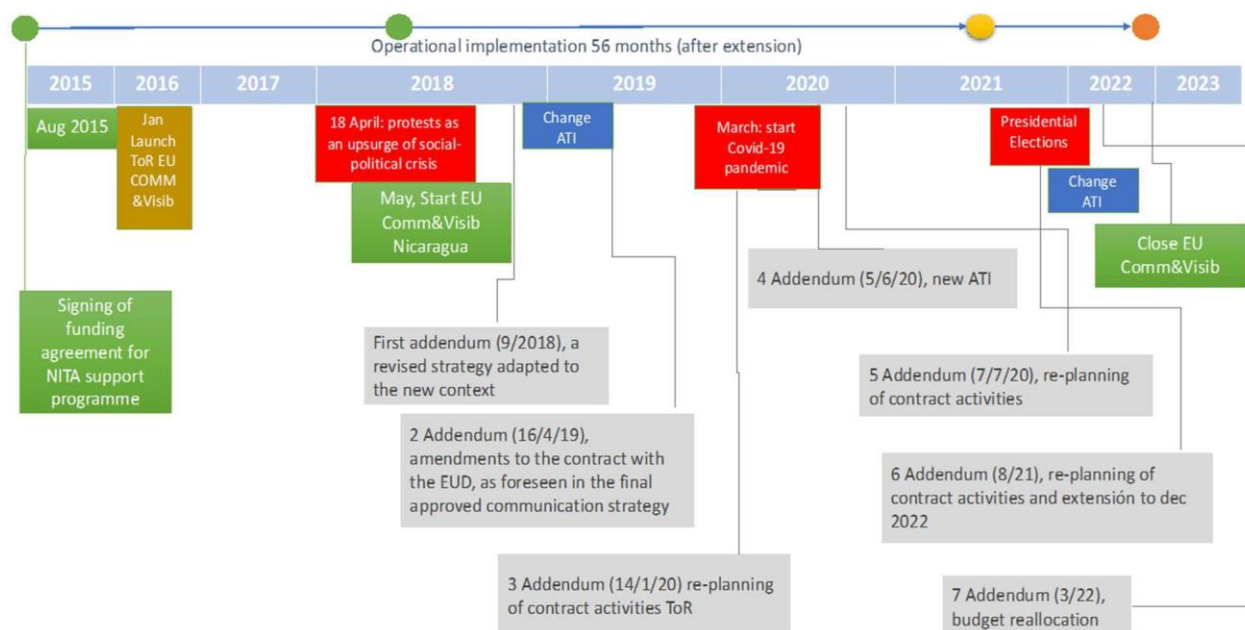 Operational implementation 56 months (after extension)
2015 2016 2017 2018 2019 2020 2021 2022 2023
Aug 2015
Jan
Launch
ToR EU
COMM
&Visib
18 April: protests as
an upsurge of social-
political crisis
May, Start EU
Comm&Visib
Nicaragua
Change
ATI
March: start
Covid-19
pandemic
Presidential
Elections
Change
ATI
Close EU
Comm&Visib
Signing of
funding
agreement for
NITA support
programme
First addendum (9/2018), a
revised strategy adapted to
the new context
2 Addendum (16/4/19),
amendments to the contract with
the EUD, as foreseen in the final
approved communication strategy
3 Addendum (14/1/20) re-planning
of contract activities ToR
4 Addendum (5/6/20), new ATI
5 Addendum (7/7/20), re-planning
of contract activities
6 Addendum (8/21), re-planning of
contract activities and extensión to dec
2022
7 Addendum (3/22),
budget reallocation